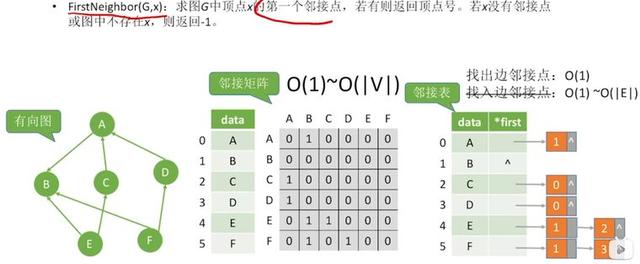 • FirstNeighbor(G,x)：求图G中顶点x的第一个邻接点，若有则返回顶点号。若x没有邻接点
或图中不存在x，则返回-1。
邻接矩阵 O(1)~O(|V|)
找出边邻接点：O(1)
邻接表 找入边邻接点：O(1) ~O(|E|)
有向图
data A B C D E F
data *first
0 A A 0 1 0 0 0 0
1 B B 0 0 0 0 0 0
2 C C 1 0 0 0 0 0
3 D D 1 0 0 0 0 0
4 E E 0 1 1 0 0 0
5 F F 0 1 0 1 0 0
0 A 1 ^
1 B ^
2 C 0 ^
3 D 0 ^
4 E 1 2 ^
5 F 1 3
A
B C D
E F